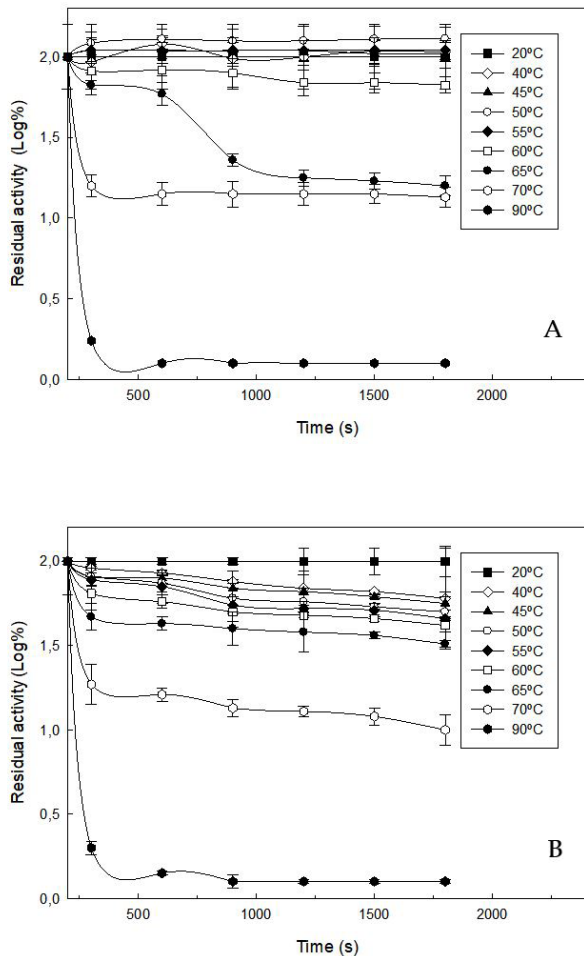 Residual activity (Log%)
2,0
1,5
1,0
0,5
0,0
500
1000
1500
2000
Time (s)
20ºC
40ºC
45ºC
50ºC
55ºC
60ºC
65ºC
70ºC
90ºC
A
Residual activity (Log%)
2,0
1,5
1,0
0,5
0,0
500
1000
1500
2000
Time (s)
20ºC
40ºC
45ºC
50ºC
55ºC
60ºC
65ºC
70ºC
90ºC
B